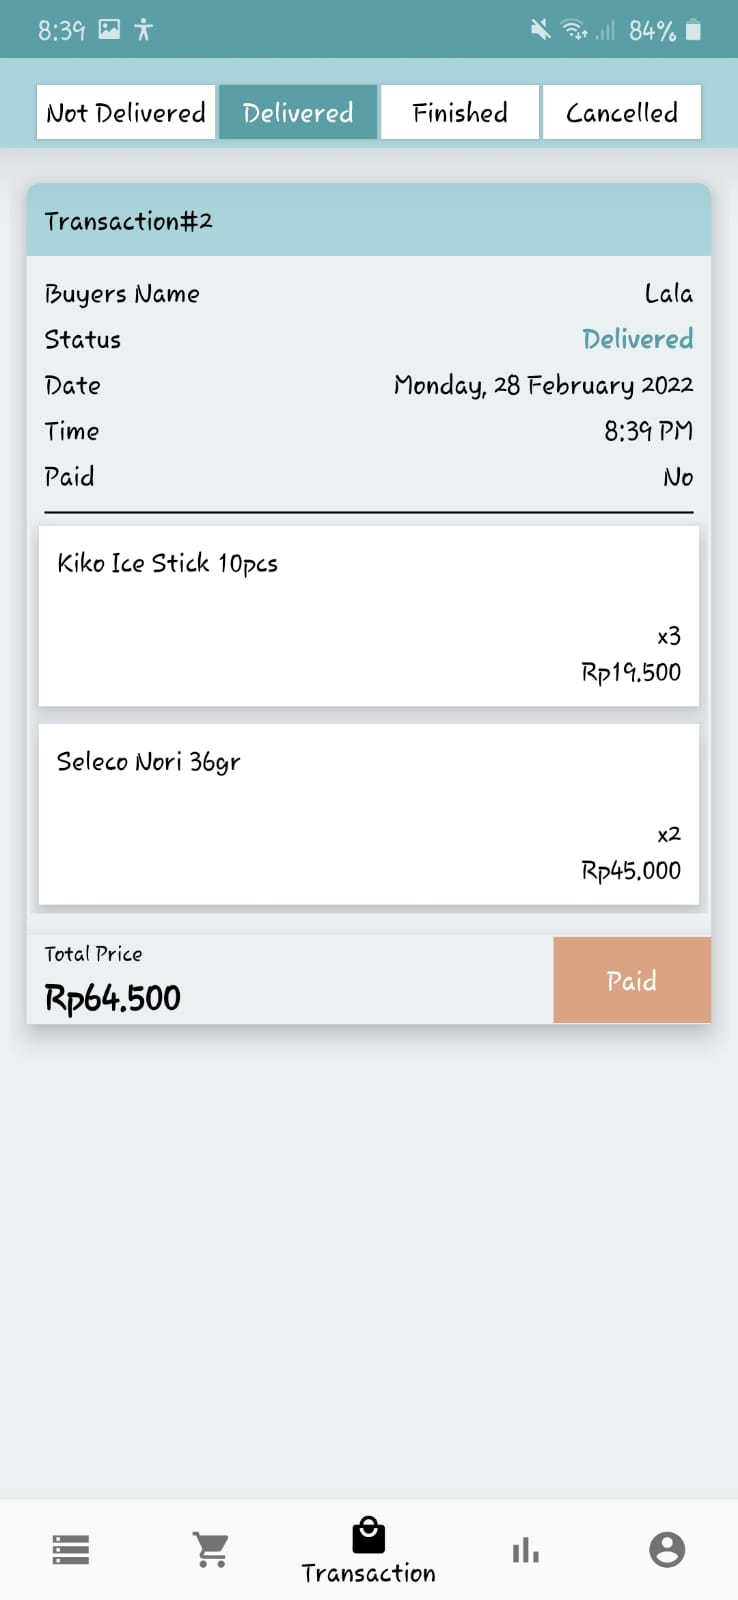 8:39 84%
Not Delivered Delivered Finished Cancelled
Transaction#2
Buyers Name Lala
Status Delivered
Date Monday, 28 February 2022
Time 8:39 PM
Paid No
Kiko Ice Stick 10pcs
x3
Rp19.500
Seleco Nori 36gr
x2
Rp45.000
Total Price
Rp64.500
Paid
Transaction